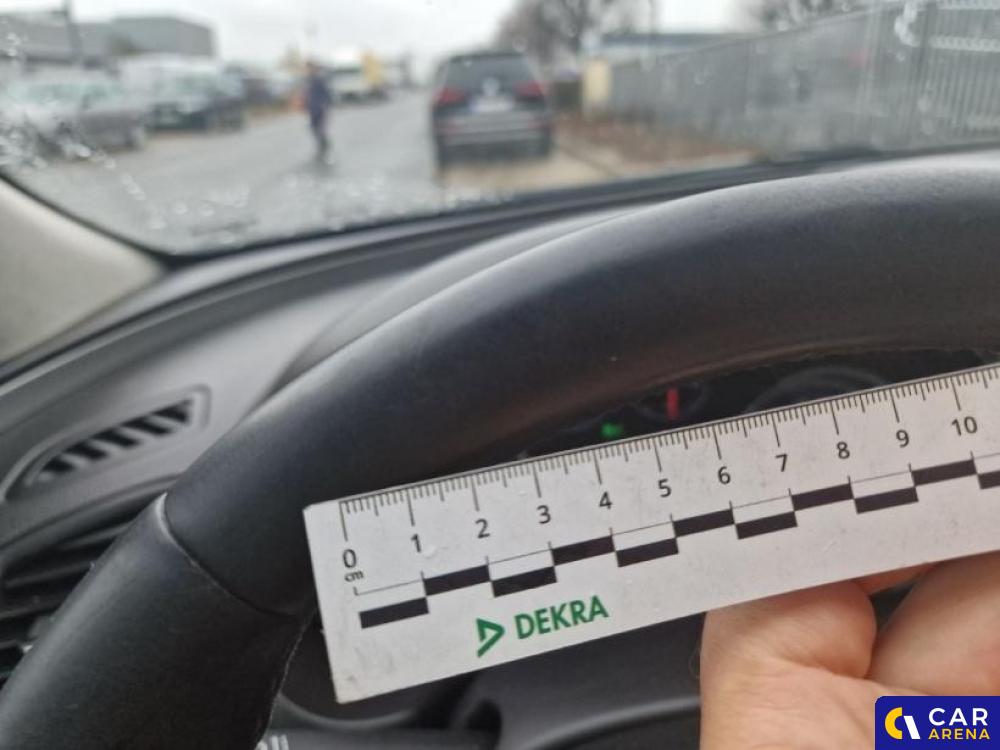 0 1 2 3 4 5 6 7 8 9 10
cm
DEKRA
CAR
ARENA